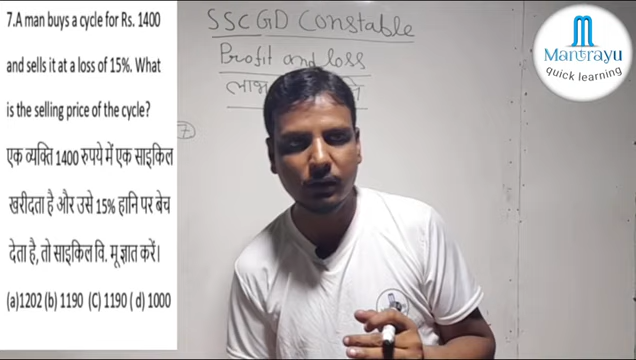 7.A man buys a cycle for Rs. 1400
and sells it at a loss of 15%. What
is the selling price of the cycle?
एक व्यक्ति 1400 रुपये में एक साइकिल
खरीदता है और उसे 15% हानि पर बेच
देता है, तो साइकिल वि. मू ज्ञात करें।
(a)1202 (b) 1190 (C) 1190 ( d) 1000
SSC GD Constable
Profit and loss
7
Mantrayu
quick learning